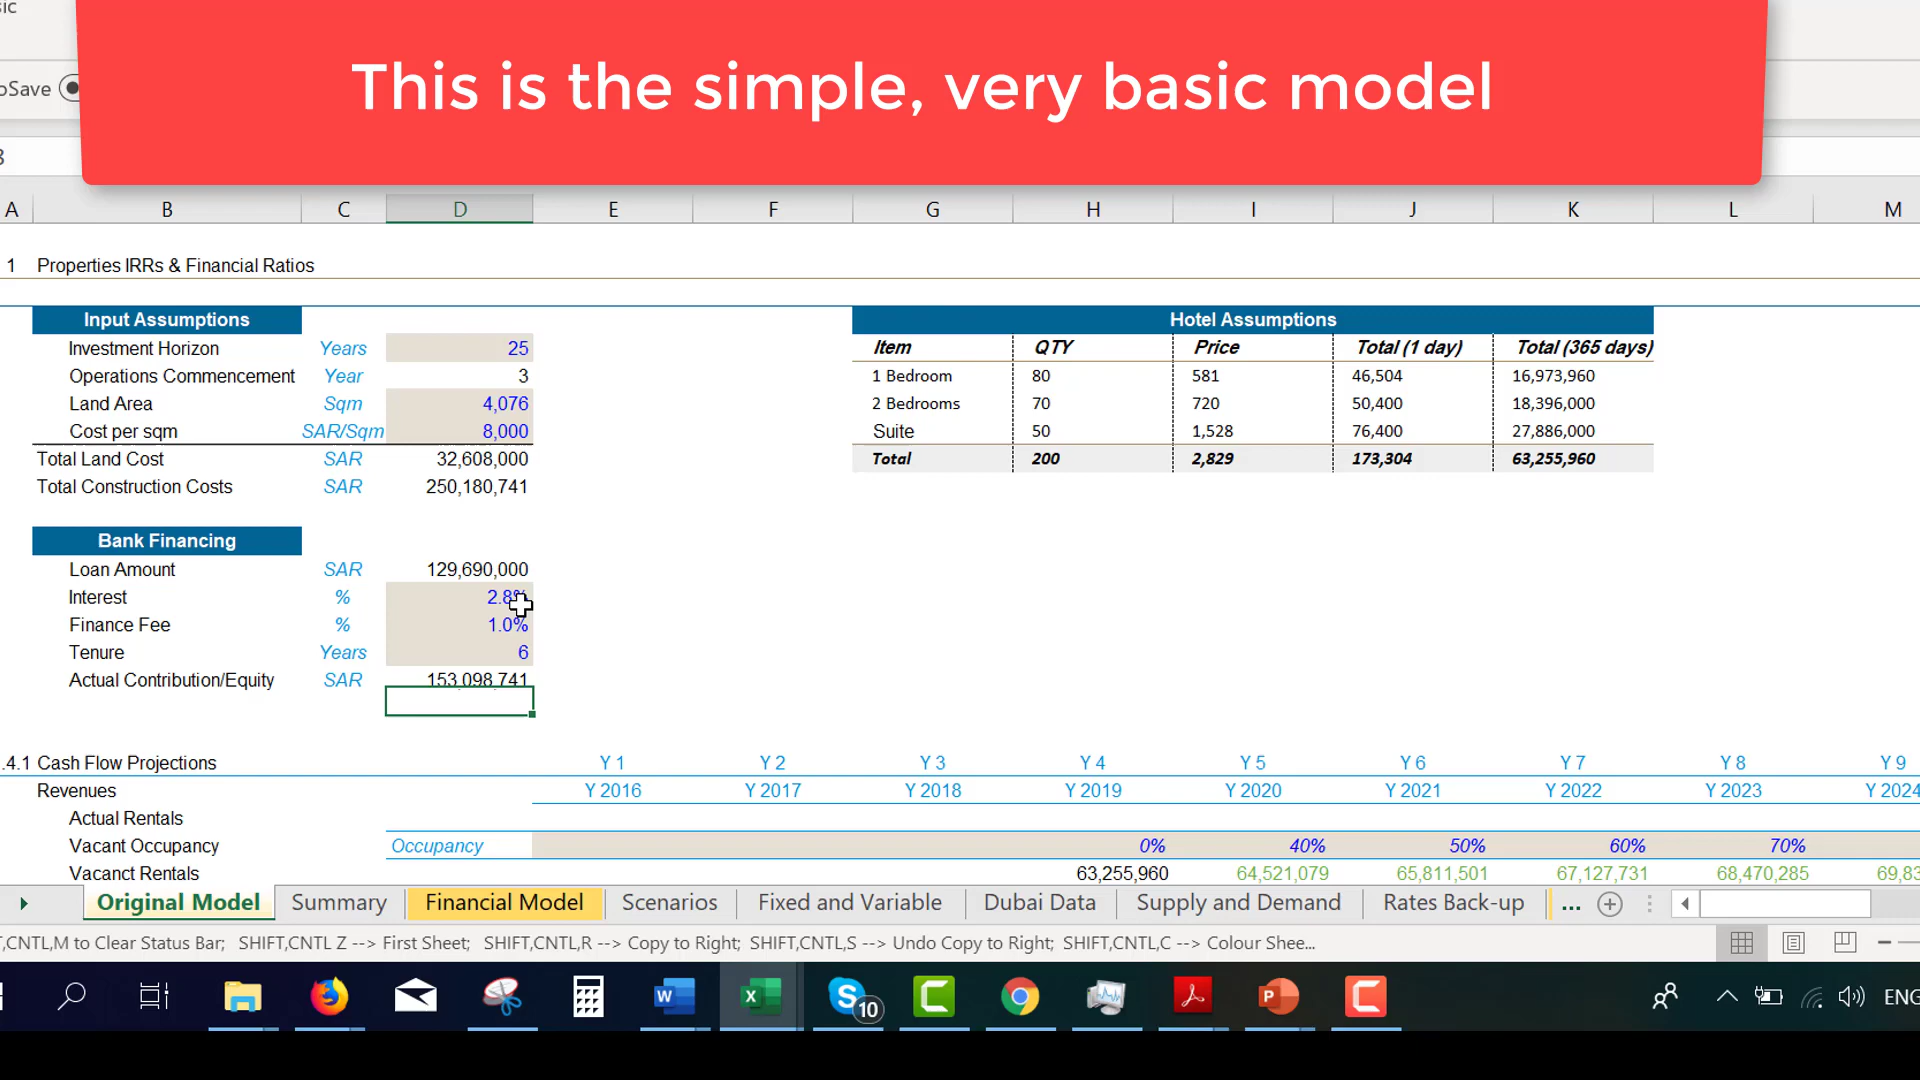 sic
This is the simple, very basic model
oSave
A B C D E F G H I J K L M
1 Properties IRRs & Financial Ratios
Input Assumptions Hotel Assumptions
Investment Horizon Years 25 Item QTY Price Total (1 day) Total (365 days)
Operations Commencement Year 3 1 Bedroom 80 581 46,504 16,973,960
Land Area Sqm 4,076 2 Bedrooms 70 720 50,400 18,396,000
Cost per sqm SAR/Sqm 8,000 Suite 50 1,528 76,400 27,886,000
Total Land Cost SAR 32,608,000 Total 200 2,829 173,304 63,255,960
Total Construction Costs SAR 250,180,741
Bank Financing
Loan Amount SAR 129,690,000
Interest % 2.8%
Finance Fee % 1.0%
Tenure Years 6
Actual Contribution/Equity SAR 153,098,741
.4.1 Cash Flow Projections Y 1 Y 2 Y 3 Y 4 Y 5 Y 6 Y 7 Y 8 Y 9
Revenues Y 2016 Y 2017 Y 2018 Y 2019 Y 2020 Y 2021 Y 2022 Y 2023 Y 2024
Actual Rentals
Vacant Occupancy Occupancy 0% 40% 50% 60% 70%
Vacanct Rentals 63,255,960 64,521,079 65,811,501 67,127,731 68,470,285 69,83
Original Model Summary Financial Model Scenarios Fixed and Variable Dubai Data Supply and Demand Rates Back-up ...
T,CNTL,M to Clear Status Bar; SHIFT,CNTL Z --> First Sheet; SHIFT,CNTL,R --> Copy to Right; SHIFT,CNTL,S --> Undo Copy to Right; SHIFT,CNTL,C --> Colour Shee...
10 ENG